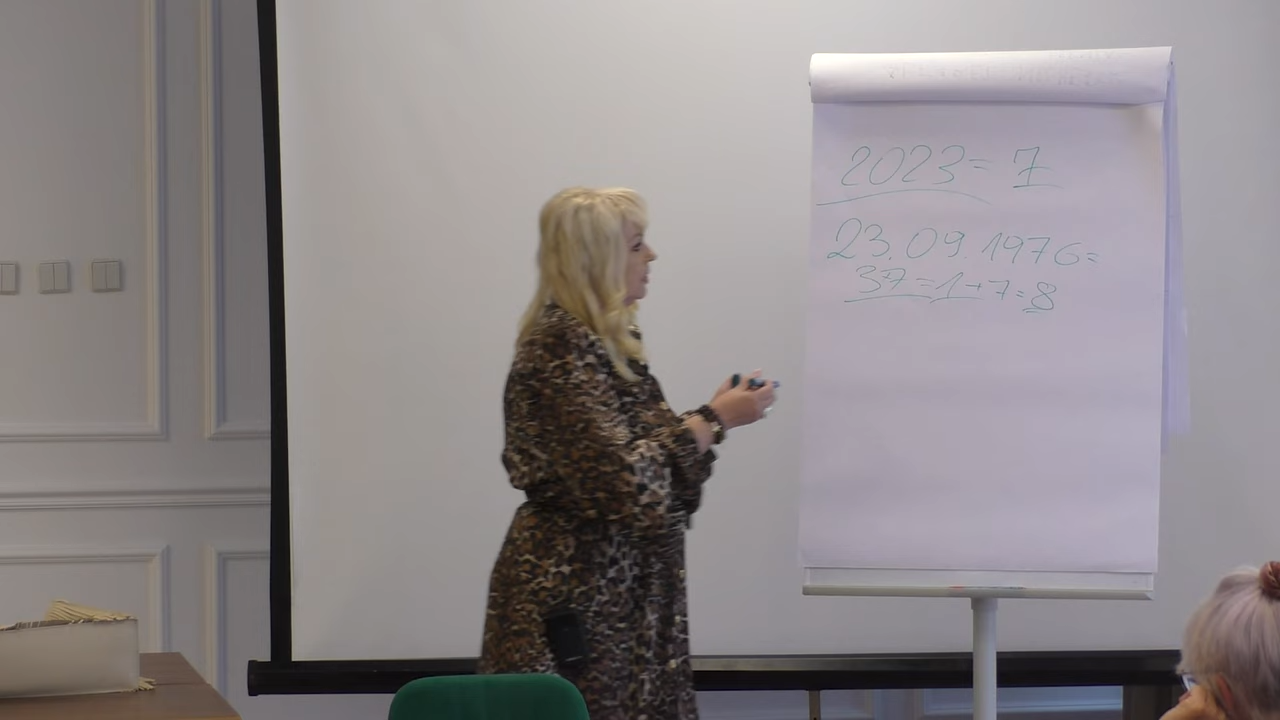 2023 = 7
23.09.1976 =
37 = 1 + 7 = 8